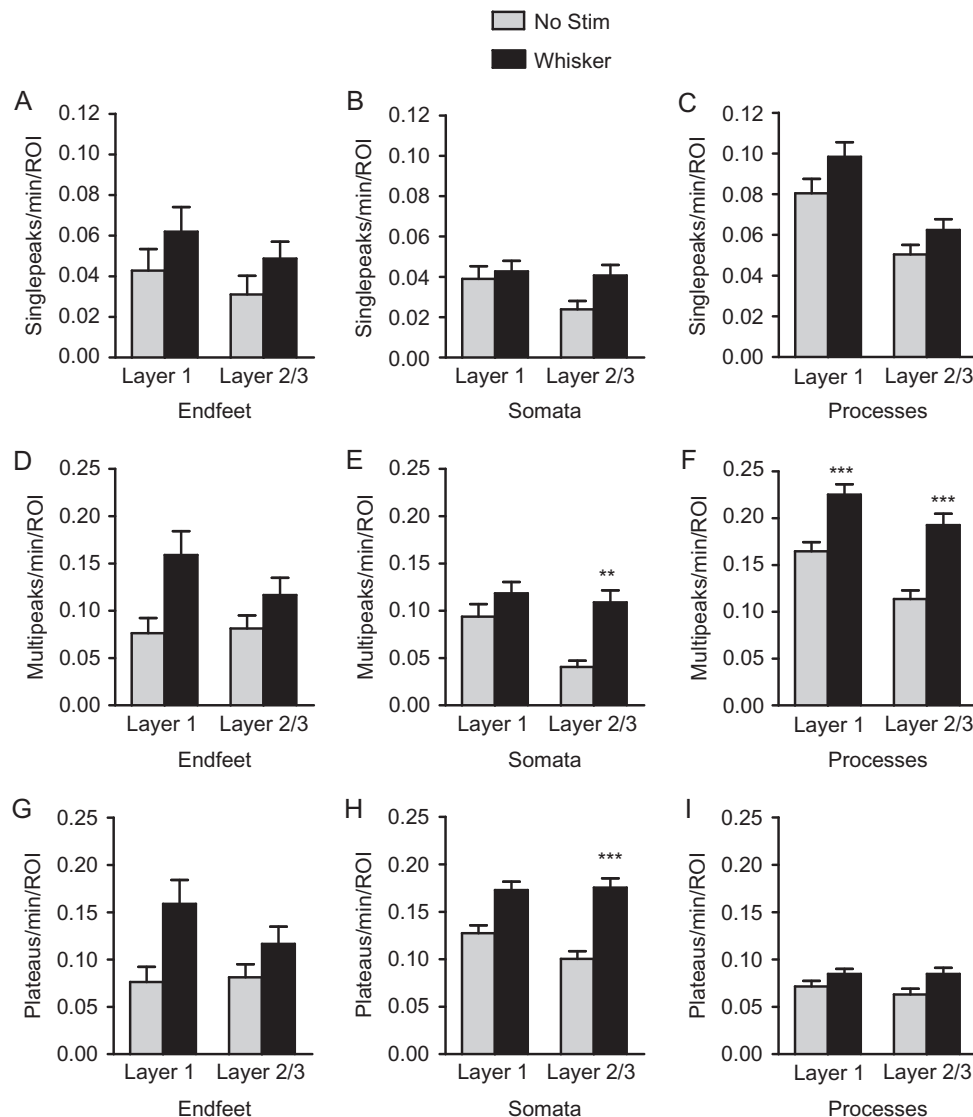 No Stim
Whisker
A
Singlepeaks/min/ROI
0.12
0.10
0.08
0.06
0.04
0.02
0.00
Layer 1 Layer 2/3
Endfeet
B
Singlepeaks/min/ROI
0.12
0.10
0.08
0.06
0.04
0.02
0.00
Layer 1 Layer 2/3
Somata
C
Singlepeaks/min/ROI
0.12
0.10
0.08
0.06
0.04
0.02
0.00
Layer 1 Layer 2/3
Processes
D
Multipeaks/min/ROI
0.25
0.20
0.15
0.10
0.05
0.00
Layer 1 Layer 2/3
Endfeet
E
Multipeaks/min/ROI
0.25
0.20
0.15
0.10
0.05
0.00
**
Layer 1 Layer 2/3
Somata
F
Multipeaks/min/ROI
0.25
0.20
0.15
0.10
0.05
0.00
*** ***
Layer 1 Layer 2/3
Processes
G
Plateaus/min/ROI
0.25
0.20
0.15
0.10
0.05
0.00
Layer 1 Layer 2/3
Endfeet
H
Plateaus/min/ROI
0.25
0.20
0.15
0.10
0.05
0.00
***
Layer 1 Layer 2/3
Somata
I
Plateaus/min/ROI
0.25
0.20
0.15
0.10
0.05
0.00
Layer 1 Layer 2/3
Processes